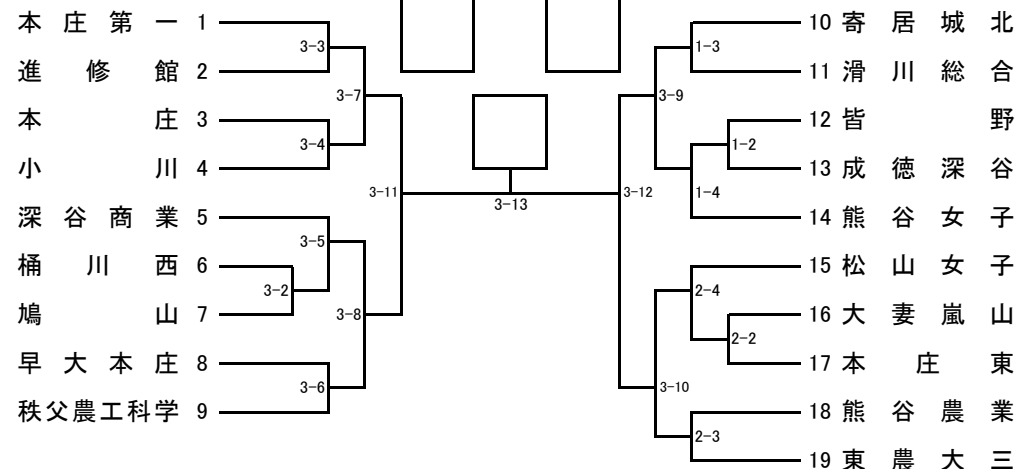 本庄第一 1
3-3
進修館 2
3-7
本庄 3
3-4
小川 4
3-11
深谷商業 5
3-5
桶川西 6
3-2
鳩山 7
3-8
早大本庄 8
3-6
秩父農工科学 9
3-13
10 寄居城北
1-3
11 滑川総合
3-9
12 皆野
1-2
13 成徳深谷
1-4
14 熊谷女子
3-12
15 松山女子
2-4
16 大妻嵐山
2-2
17 本庄東
3-10
18 熊谷農業
2-3
19 東農大三